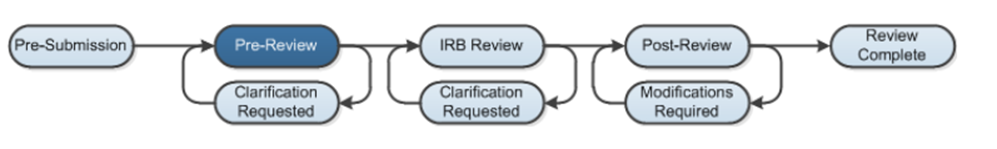 Pre-Submission
Pre-Review
IRB Review
Post-Review
Review
Complete
Clarification
Requested
Clarification
Requested
Modifications
Required